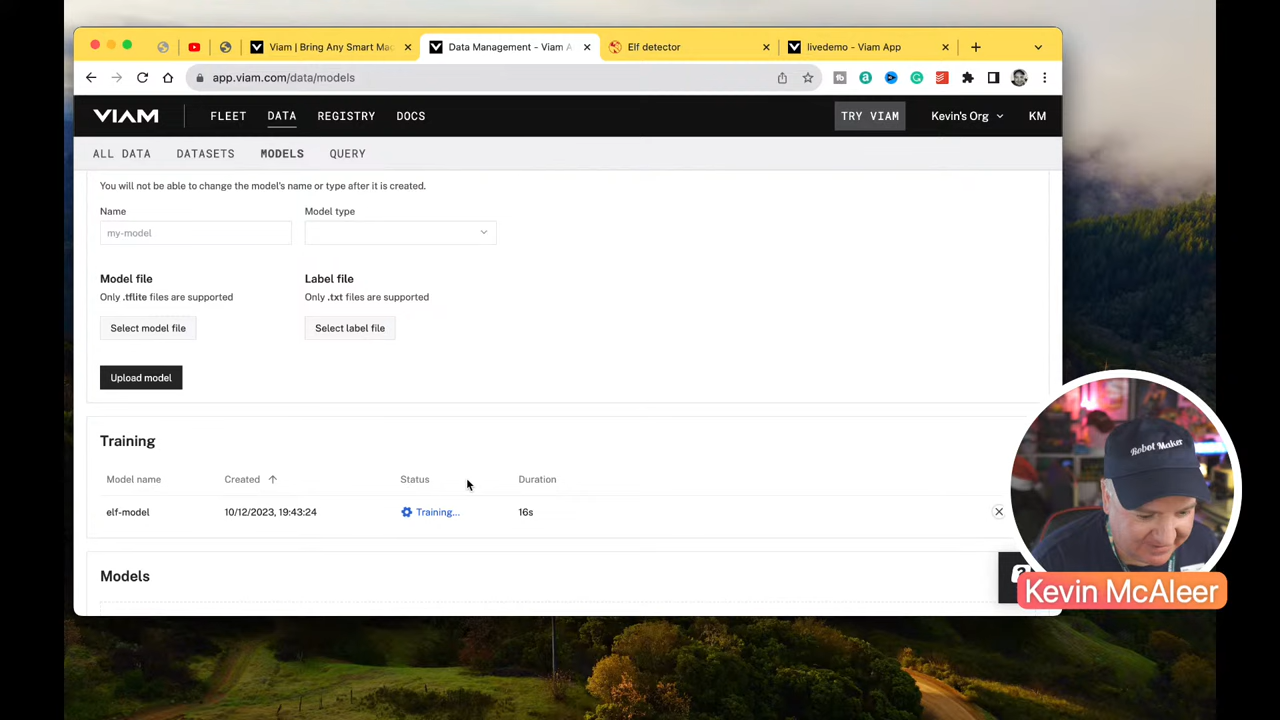 Viam | Bring Any Smart Mac
Data Management - Viam A
Elf detector
livedemo - Viam App
app.viam.com/data/models
VIAM
FLEET
DATA
REGISTRY
DOCS
TRY VIAM
Kevin's Org
KM
ALL DATA
DATASETS
MODELS
QUERY
You will not be able to change the model's name or type after it is created.
Name
Model type
my-model
Model file
Label file
Only .tflite files are supported
Only .txt files are supported
Select model file
Select label file
Upload model
Training
Model name
Created
Status
Duration
elf-model
10/12/2023, 19:43:24
Training...
16s
Models
Robot Maker
Kevin McAleer